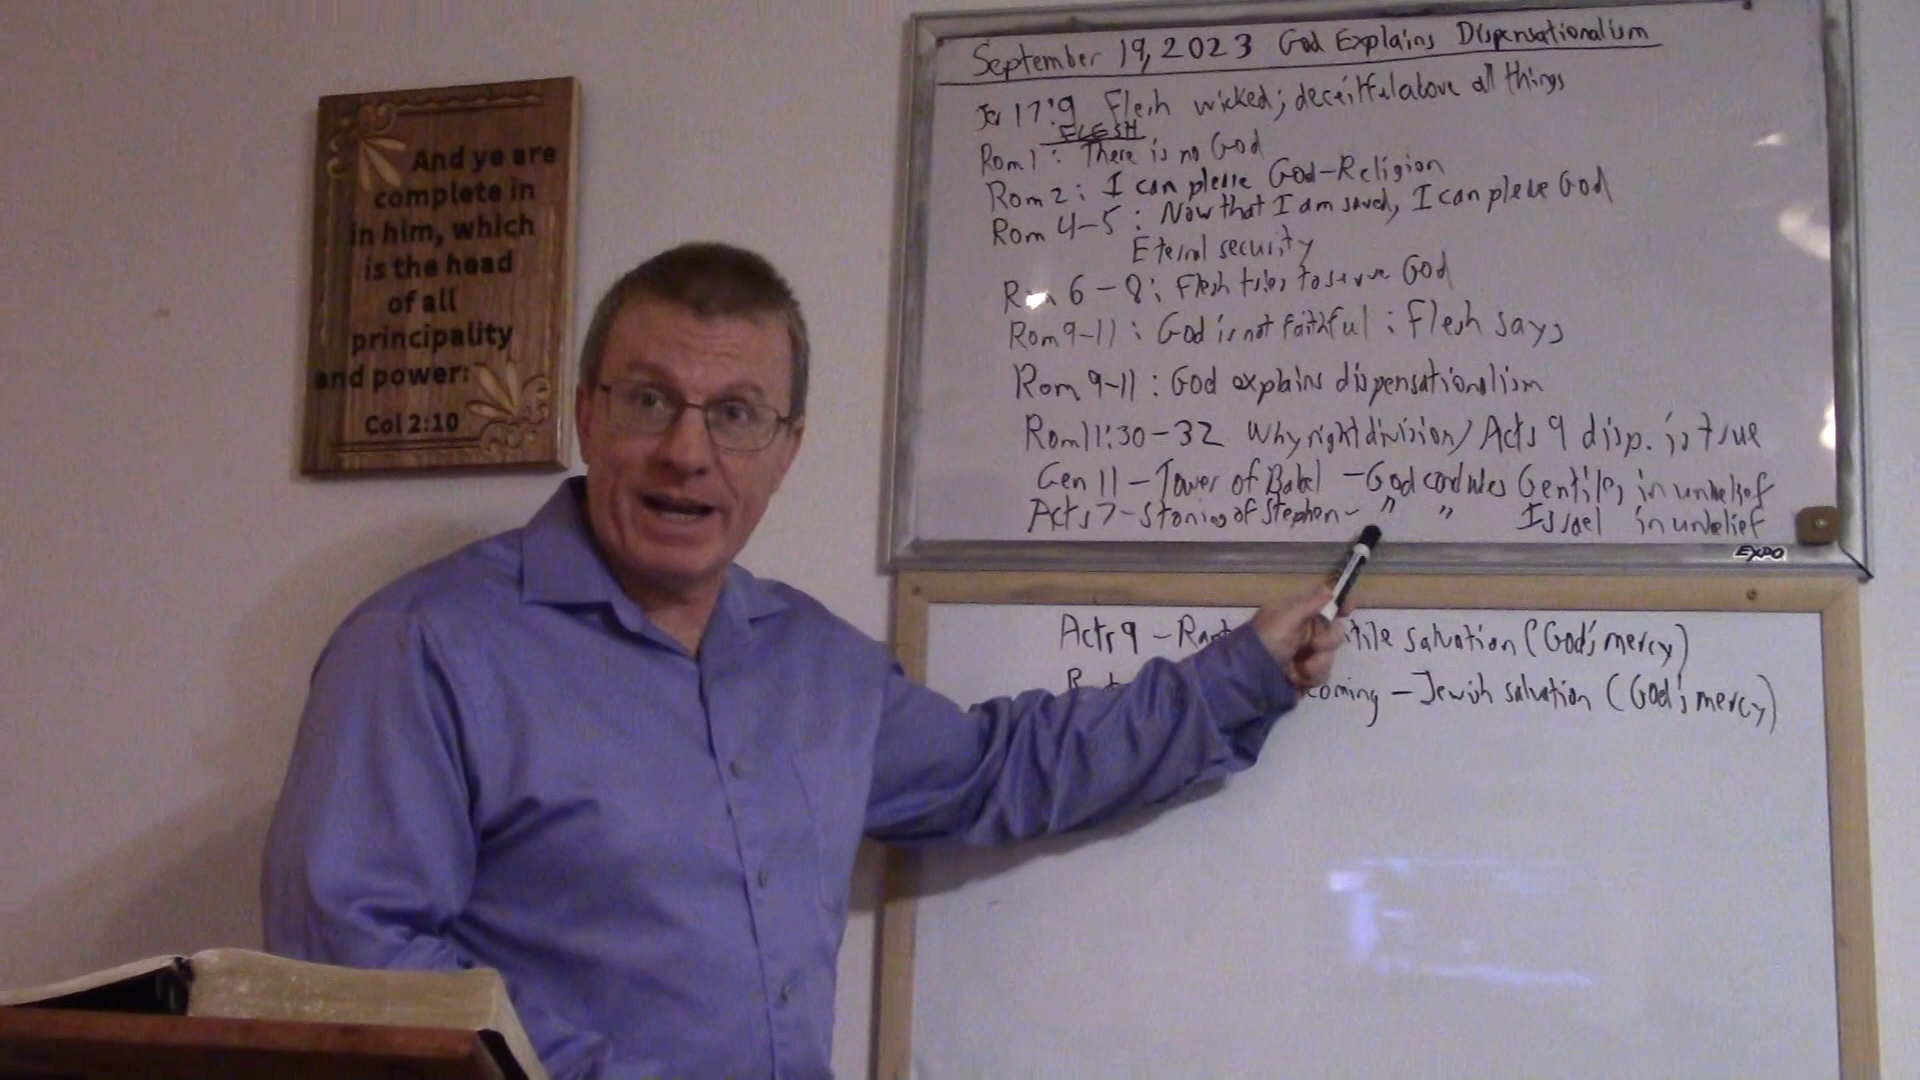 And ye are
complete in
in him, which
is the head
of all
principality
and power:
Col 2:10
September 19, 2023 God Explains Dispensationalism
Jer 17:9 Flesh wicked; deceitful above all things
FLESH
Rom 1: There is no God
Rom 2: I can please God-Religion
Rom 4-5: Now that I am saved, I can please God
Eternal security
Rom 6-8: Flesh tries to serve God
Rom 9-11: God is not faithful: Flesh says
Rom 9-11: God explains dispensationalism
Rom 11:30-32 Why right division/Acts 9 disp. is true
Gen 11-Tower of Babel-God concludes Gentiles in unbelief
Acts 7-Stoning of Stephen- " " Israel in unbelief
EXPO
Acts 9 - salvation (God's mercy)
coming - Jewish salvation (God's mercy)